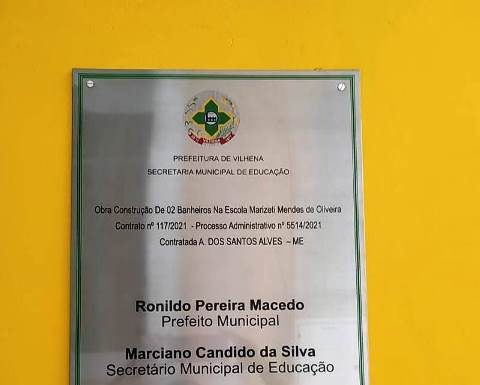 PREFEITURA DE VILHENA
SECRETARIA MUNICIPAL DE EDUCAÇÃO
Obra Construção De 02 Banheiros Na Escola Marizeti Mendes de Oliveira
Contrato nº 117/2021 - Processo Administrativo nº 5514/2021
Contratada A. DOS SANTOS ALVES – ME
Ronildo Pereira Macedo
Prefeito Municipal
Marciano Candido da Silva
Secretário Municipal de Educação